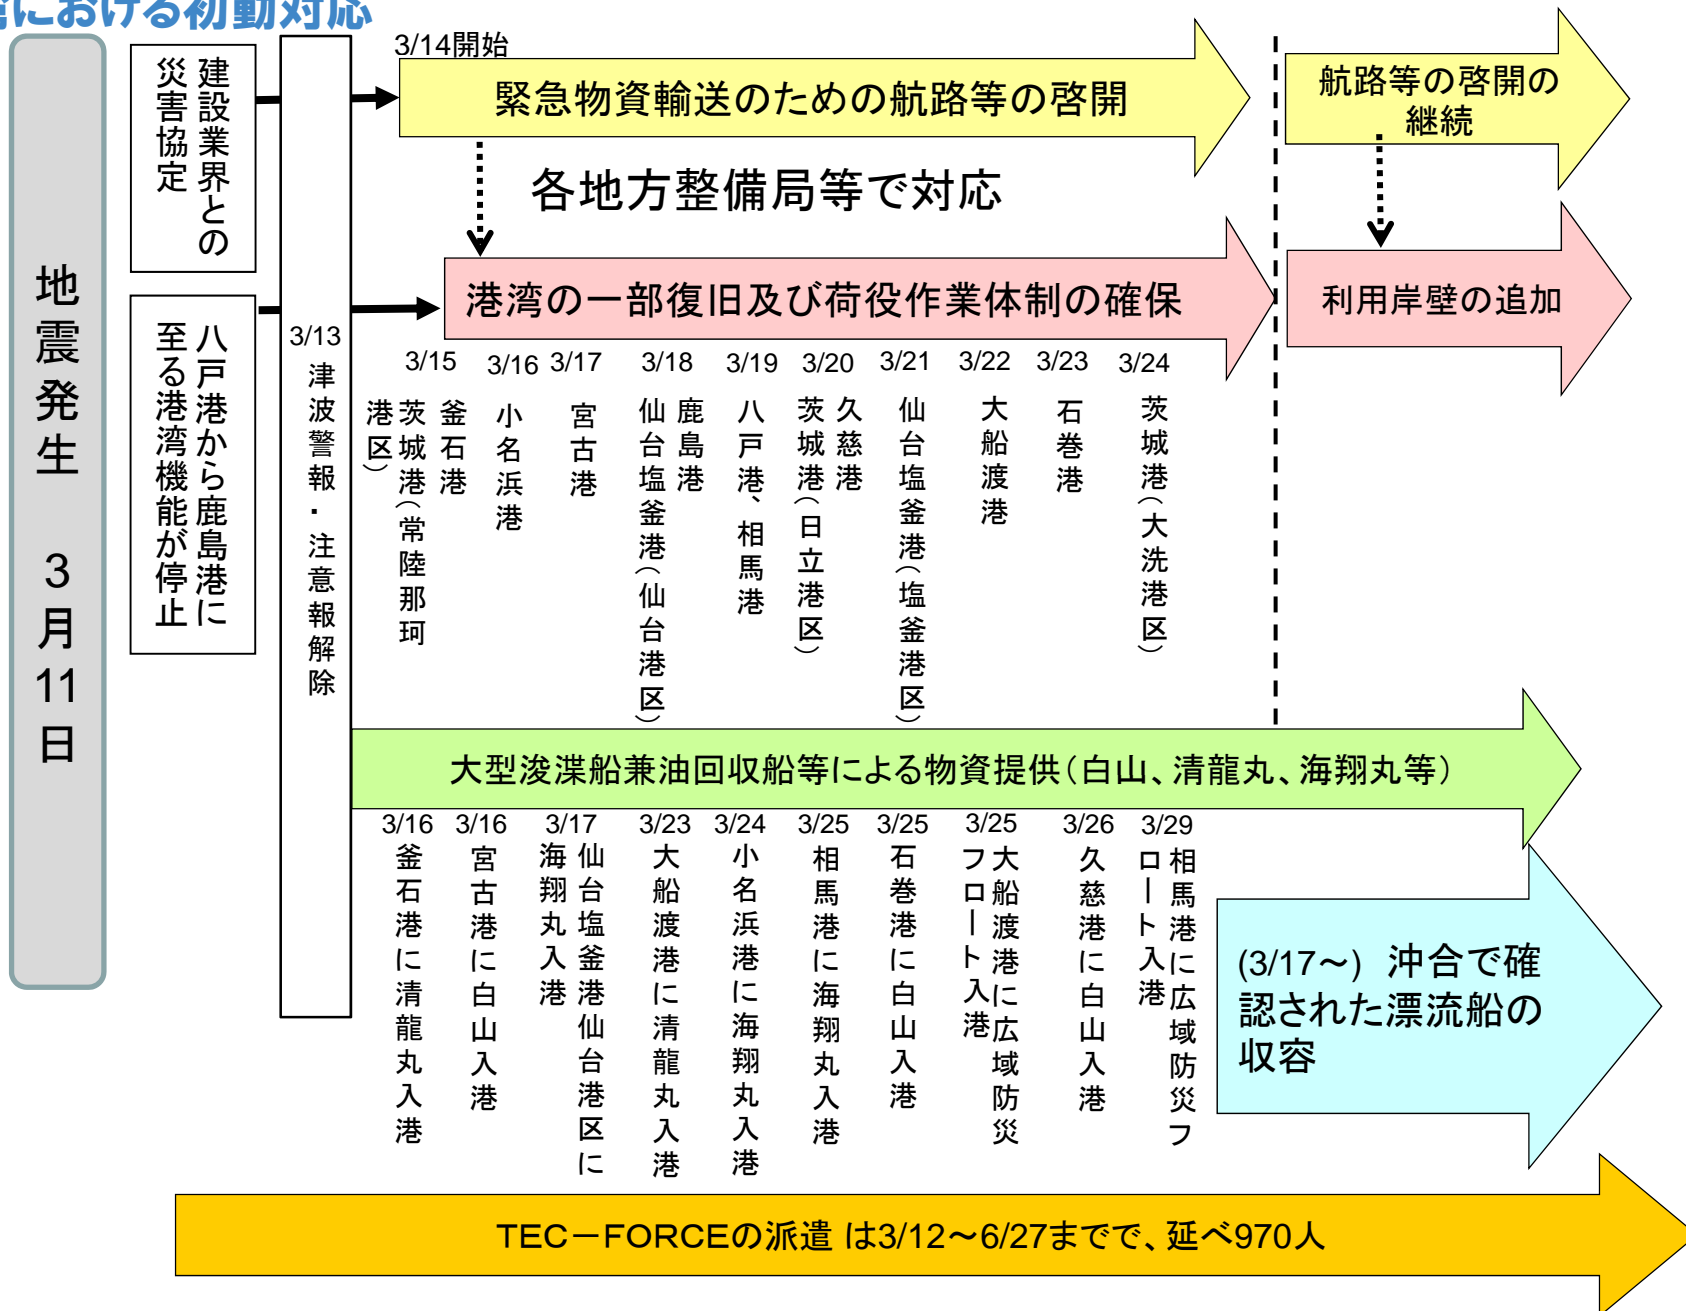 における初動対応
地震発生 3月11日
建設業界との
災害協定
八戸港から鹿島港に
至る港湾機能が停止
3/13
津波警報・注意報解除
3/14開始
緊急物資輸送のための航路等の啓開
航路等の啓開の
継続
各地方整備局等で対応
港湾の一部復旧及び荷役作業体制の確保
利用岸壁の追加
3/15
釜石港
茨城港(常陸那珂
港区)
3/16
小名浜港
3/17
宮古港
3/18
鹿島港
仙台塩釜港(仙台港区)
3/19
八戸港、相馬港
3/20
久慈港
茨城港(日立港区)
3/21
仙台塩釜港(塩釜港区)
3/22
大船渡港
3/23
石巻港
3/24
茨城港(大洗港区)
大型浚渫船兼油回収船等による物資提供(白山、清龍丸、海翔丸等)
3/16
釜石港に清龍丸入港
3/16
宮古港に白山入港
3/17
仙台塩釜港仙台港区に
海翔丸入港
3/23
大船渡港に清龍丸入港
3/24
小名浜港に海翔丸入港
3/25
相馬港に海翔丸入港
3/25
石巻港に白山入港
3/25
大船渡港に広域防災
フロート入港
3/26
久慈港に白山入港
3/29
相馬港に広域防災フ
ロート入港
(3/17～) 沖合で確
認された漂流船の
収容
TEC－FORCEの派遣 は3/12～6/27までで、延べ970人